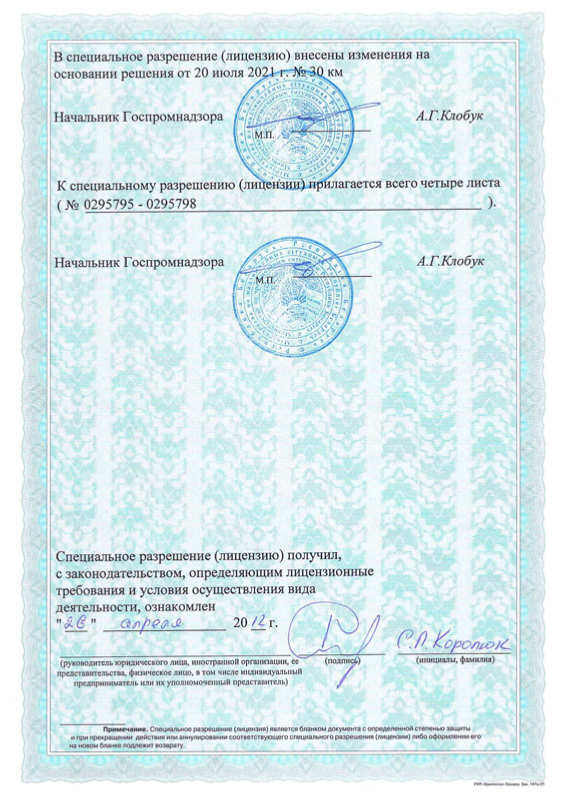 В специальное разрешение (лицензию) внесены изменения на
основании решения от 20 июля 2021 г. № 30 км
Начальник Госпромнадзора
А.Г.Клобук
М.П.
К специальному разрешению (лицензии) прилагается всего четыре листа
( № 0295795 - 0295798 ).
Начальник Госпромнадзора
А.Г.Клобук
М.П.
Специальное разрешение (лицензию) получил,
с законодательством, определяющим лицензионные
требования и условия осуществления вида
деятельности, ознакомлен
" " апреля 2012 г.
(руководитель юридического лица, иностранной организации, ее
представительства, физическое лицо, в том числе индивидуальный
предприниматель или их уполномоченный представитель)
(подпись)
(инициалы, фамилия)
Примечание. Специальное разрешение (лицензия) является бланком документа с определенной степенью защиты
и при прекращении действия или аннулировании соответствующего специального разрешения (лицензии) либо оформлении его
на новом бланке подлежит возврату.